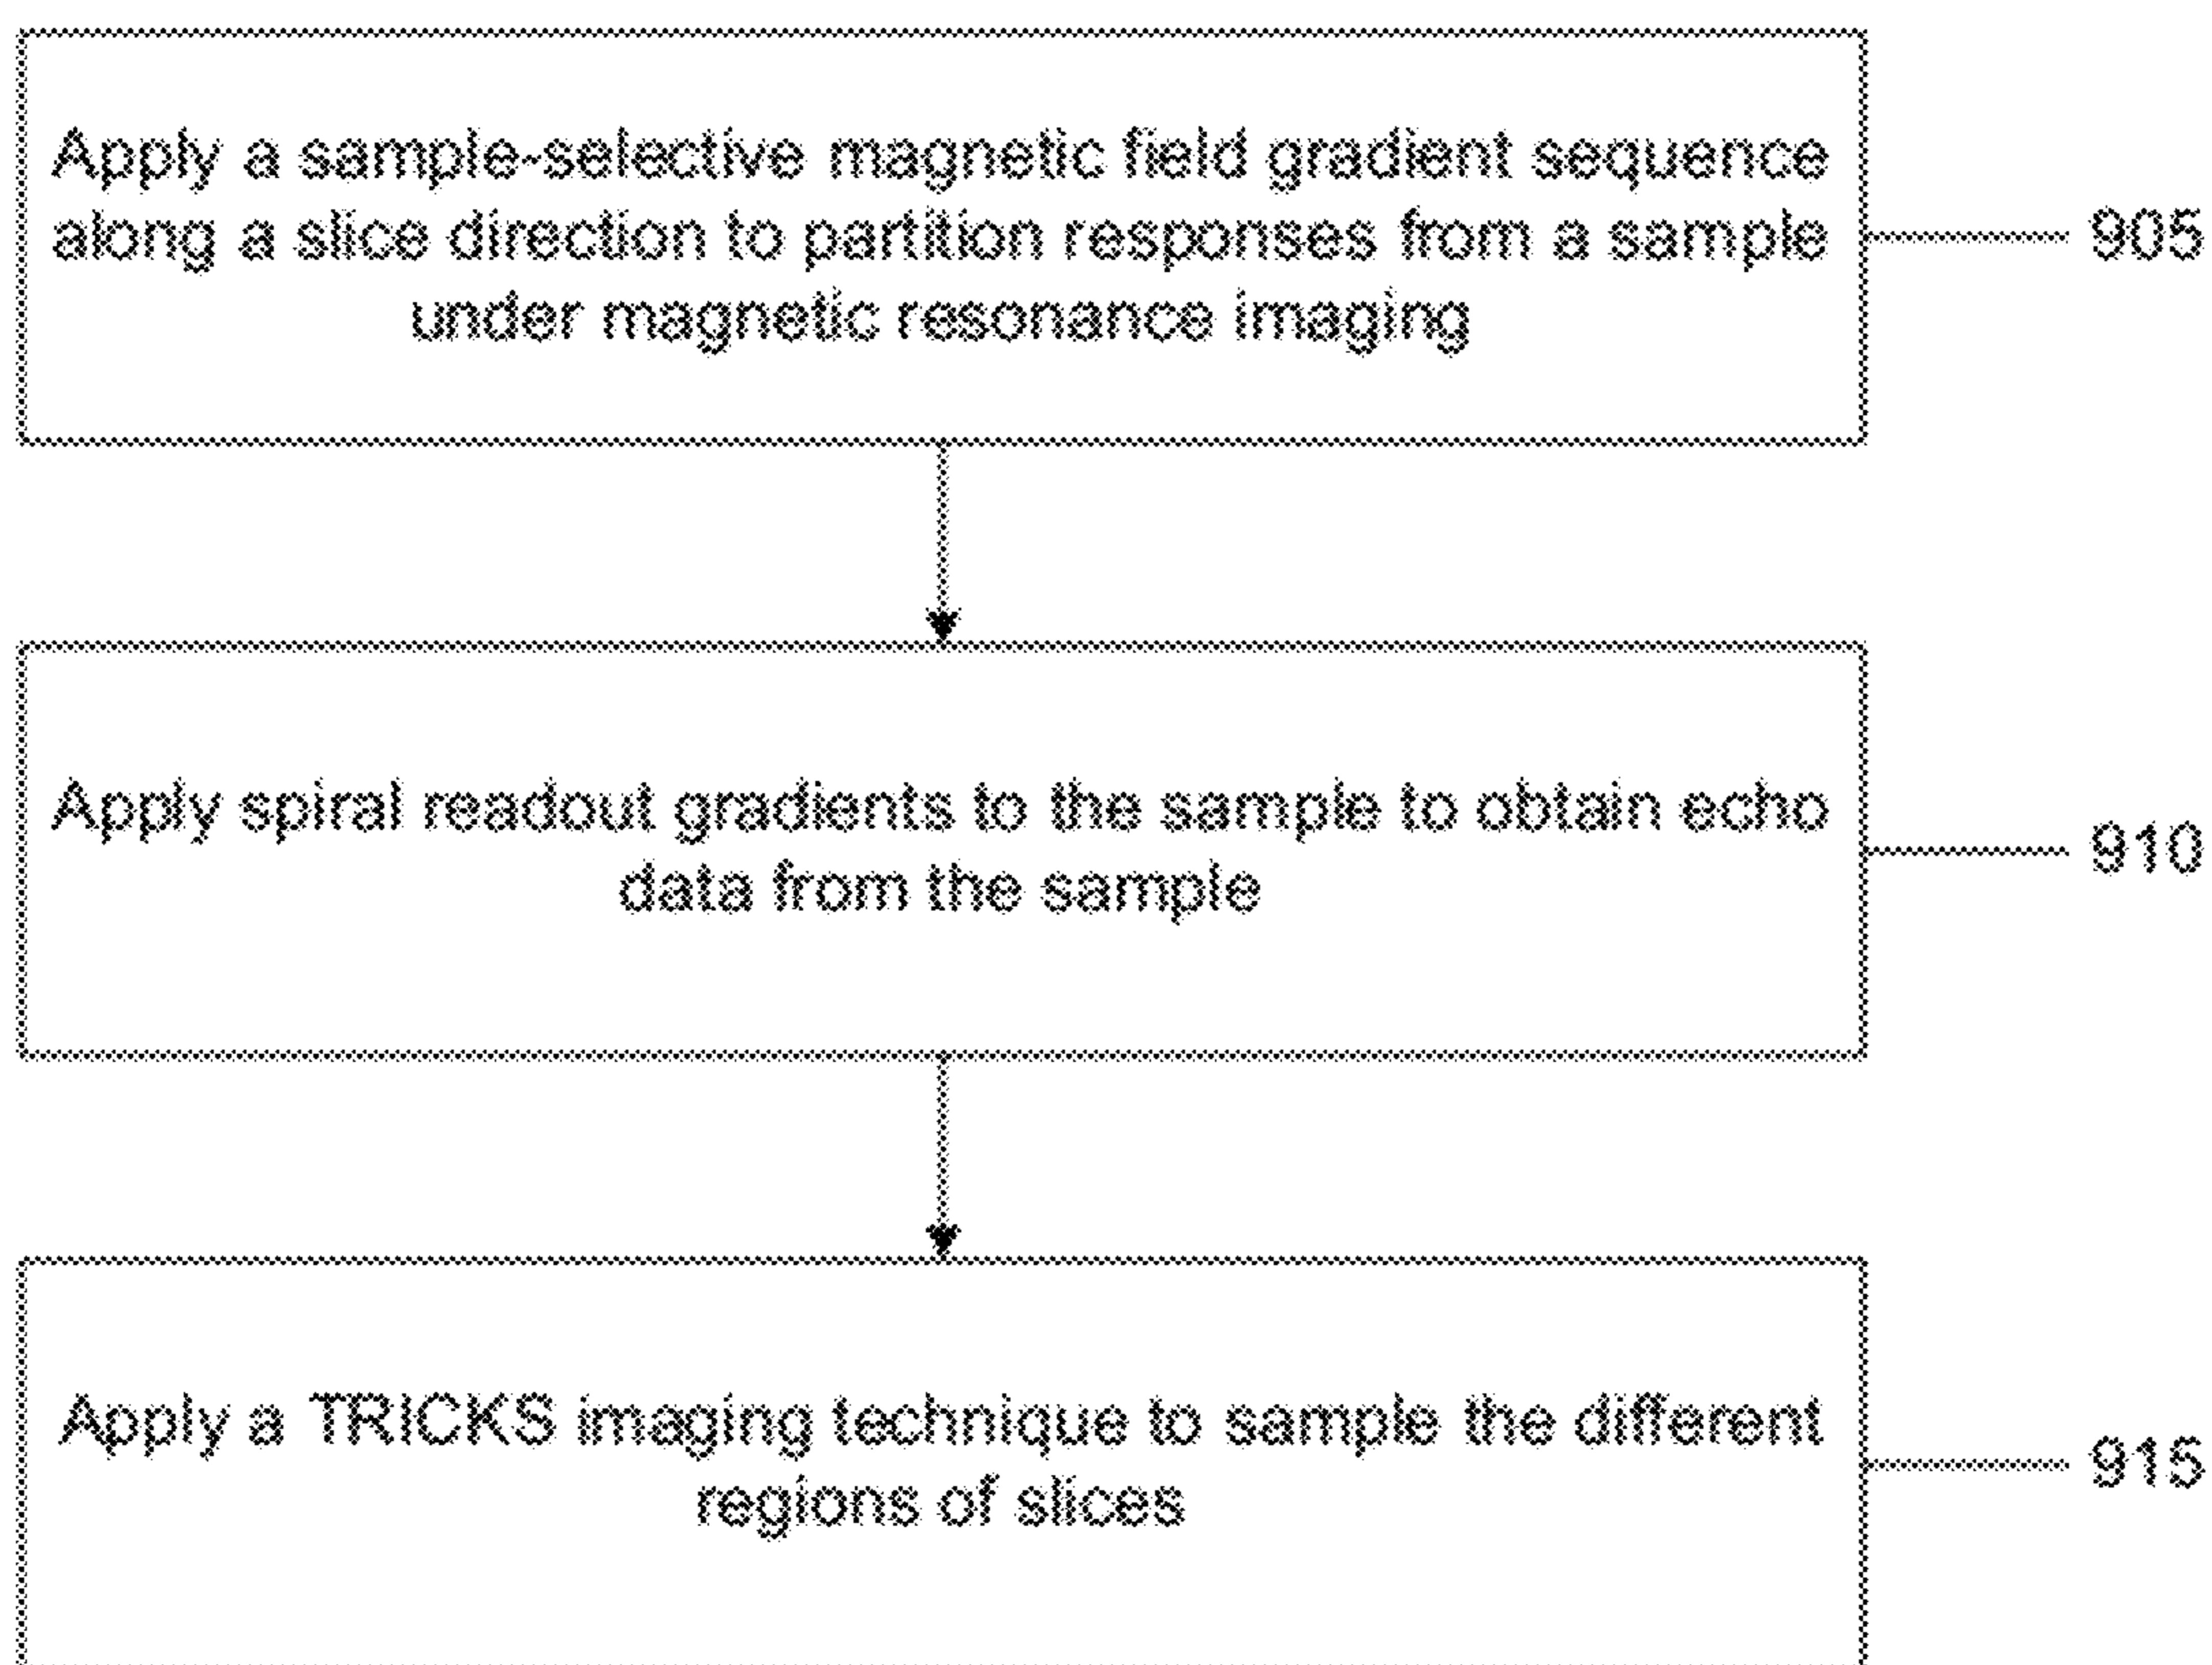 Apply a sample-selective magnetic field gradient sequence
along a slice direction to partition responses from a sample
under magnetic resonance imaging
905
Apply spiral readout gradients to the sample to obtain echo
data from the sample
910
Apply a TRICKS imaging technique to sample the different
regions of slices
915